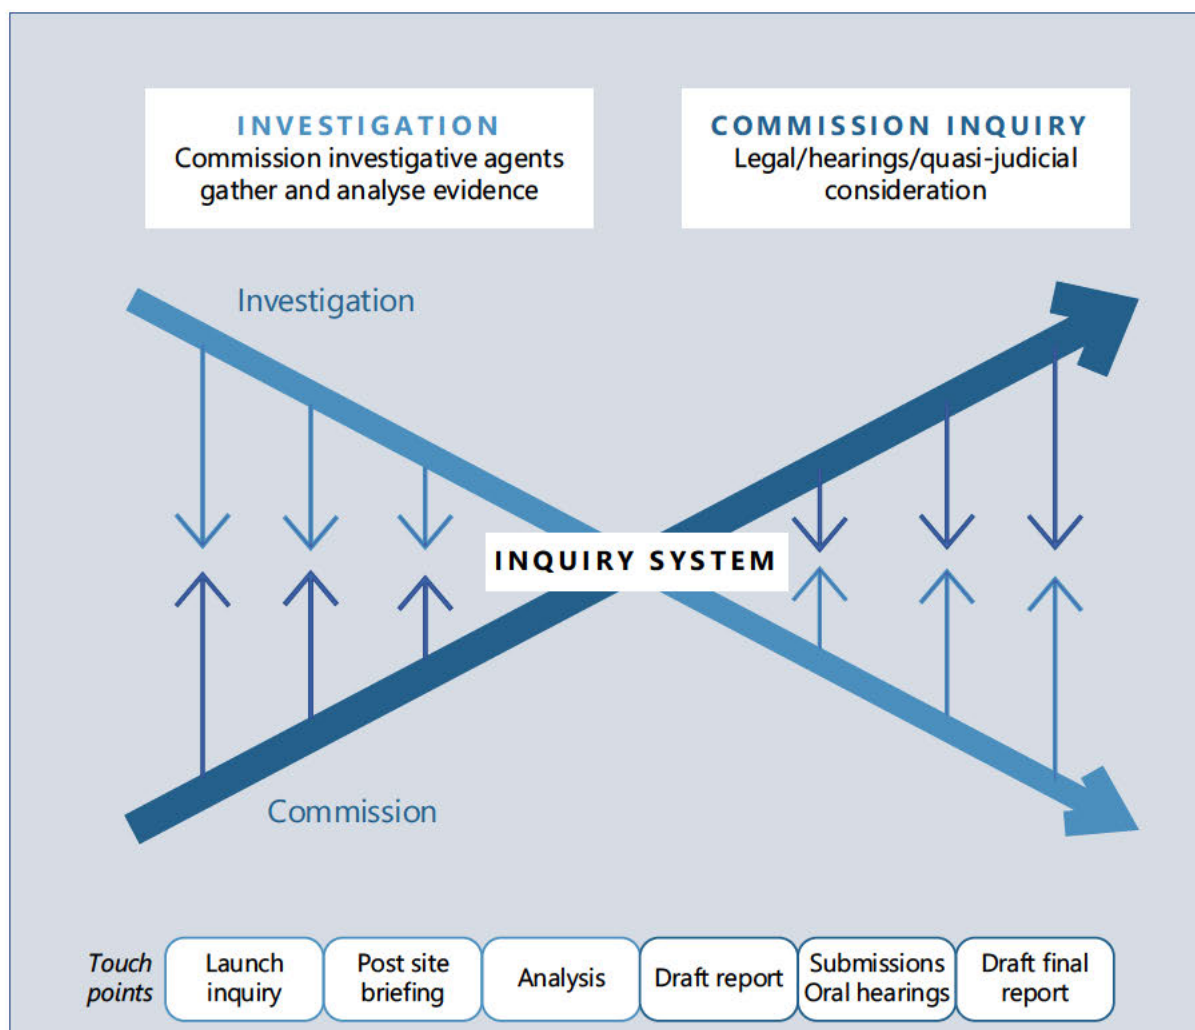 INVESTIGATION
Commission investigative agents
gather and analyse evidence
COMMISSION INQUIRY
Legal/hearings/quasi-judicial
consideration
Investigation
INQUIRY SYSTEM
Commission
Touch
points
Launch
inquiry
Post site
briefing
Analysis
Draft report
Submissions
Oral hearings
Draft final
report